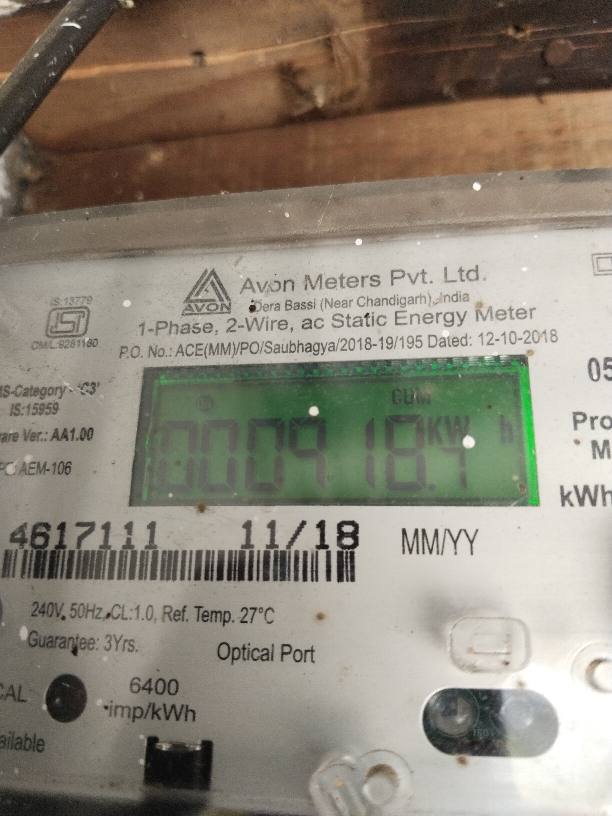 Avon Meters Pvt. Ltd.
AVON
Dera Bassi (Near Chandigarh), India
IS:13779
ISI
CM/L:9281160
1-Phase, 2-Wire, ac Static Energy Meter
P.O. No.: ACE(MM)/PO/Saubhagya/2018-19/195 Dated: 12-10-2018
S-Category - 'C3'
IS:15959
are Ver.: AA1.00
AEM-106
CUM
000918.4 KW h
05
Pro
M
kWh
4617111 11/18 MM/YY
240V, 50Hz, CL:1.0, Ref. Temp. 27°C
Guarantee: 3Yrs.
Optical Port
CAL
6400
imp/kWh
ailable